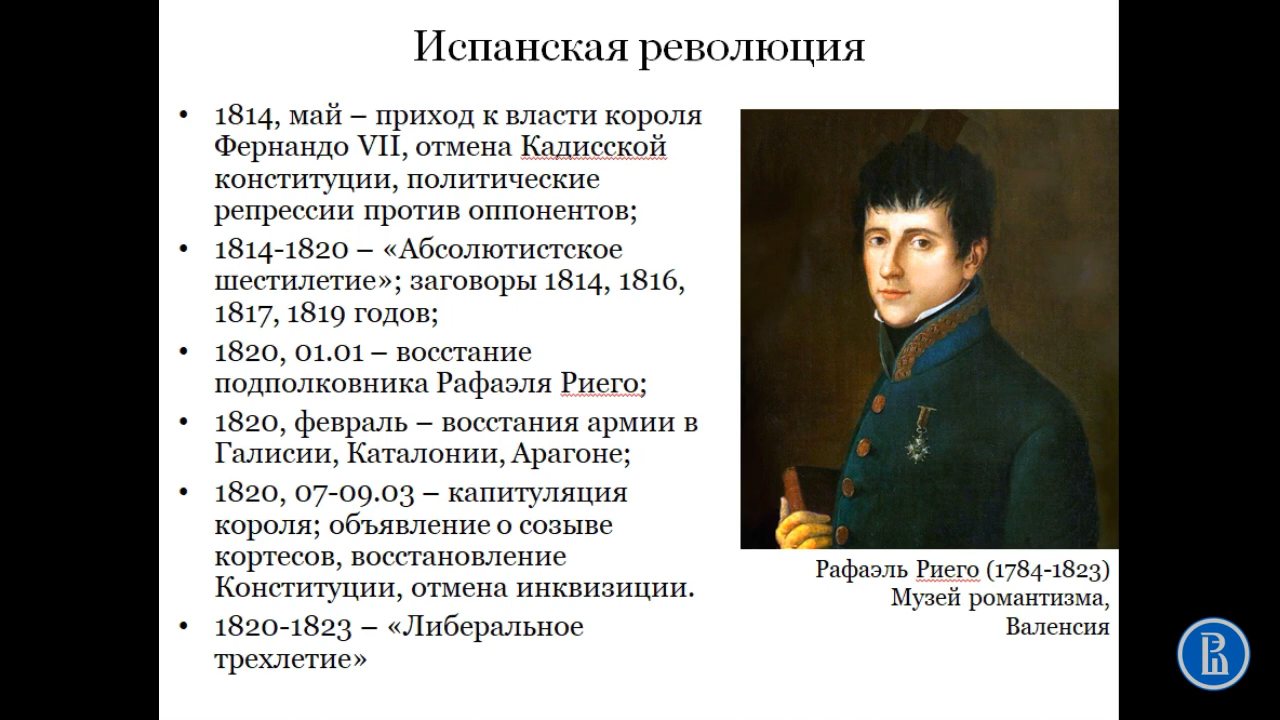 Испанская революция
• 1814, май – приход к власти короля
Фернандо VII, отмена Кадисской
конституции, политические
репрессии против оппонентов;
• 1814-1820 – «Абсолютистское
шестилетие»; заговоры 1814, 1816,
1817, 1819 годов;
• 1820, 01.01 – восстание
подполковника Рафаэля Риего;
• 1820, февраль – восстания армии в
Галисии, Каталонии, Арагоне;
• 1820, 07-09.03 – капитуляция
короля; объявление о созыве
кортесов, восстановление
Конституции, отмена инквизиции.
• 1820-1823 – «Либеральное
трехлетие»
Рафаэль Риего (1784-1823)
Музей романтизма,
Валенсия